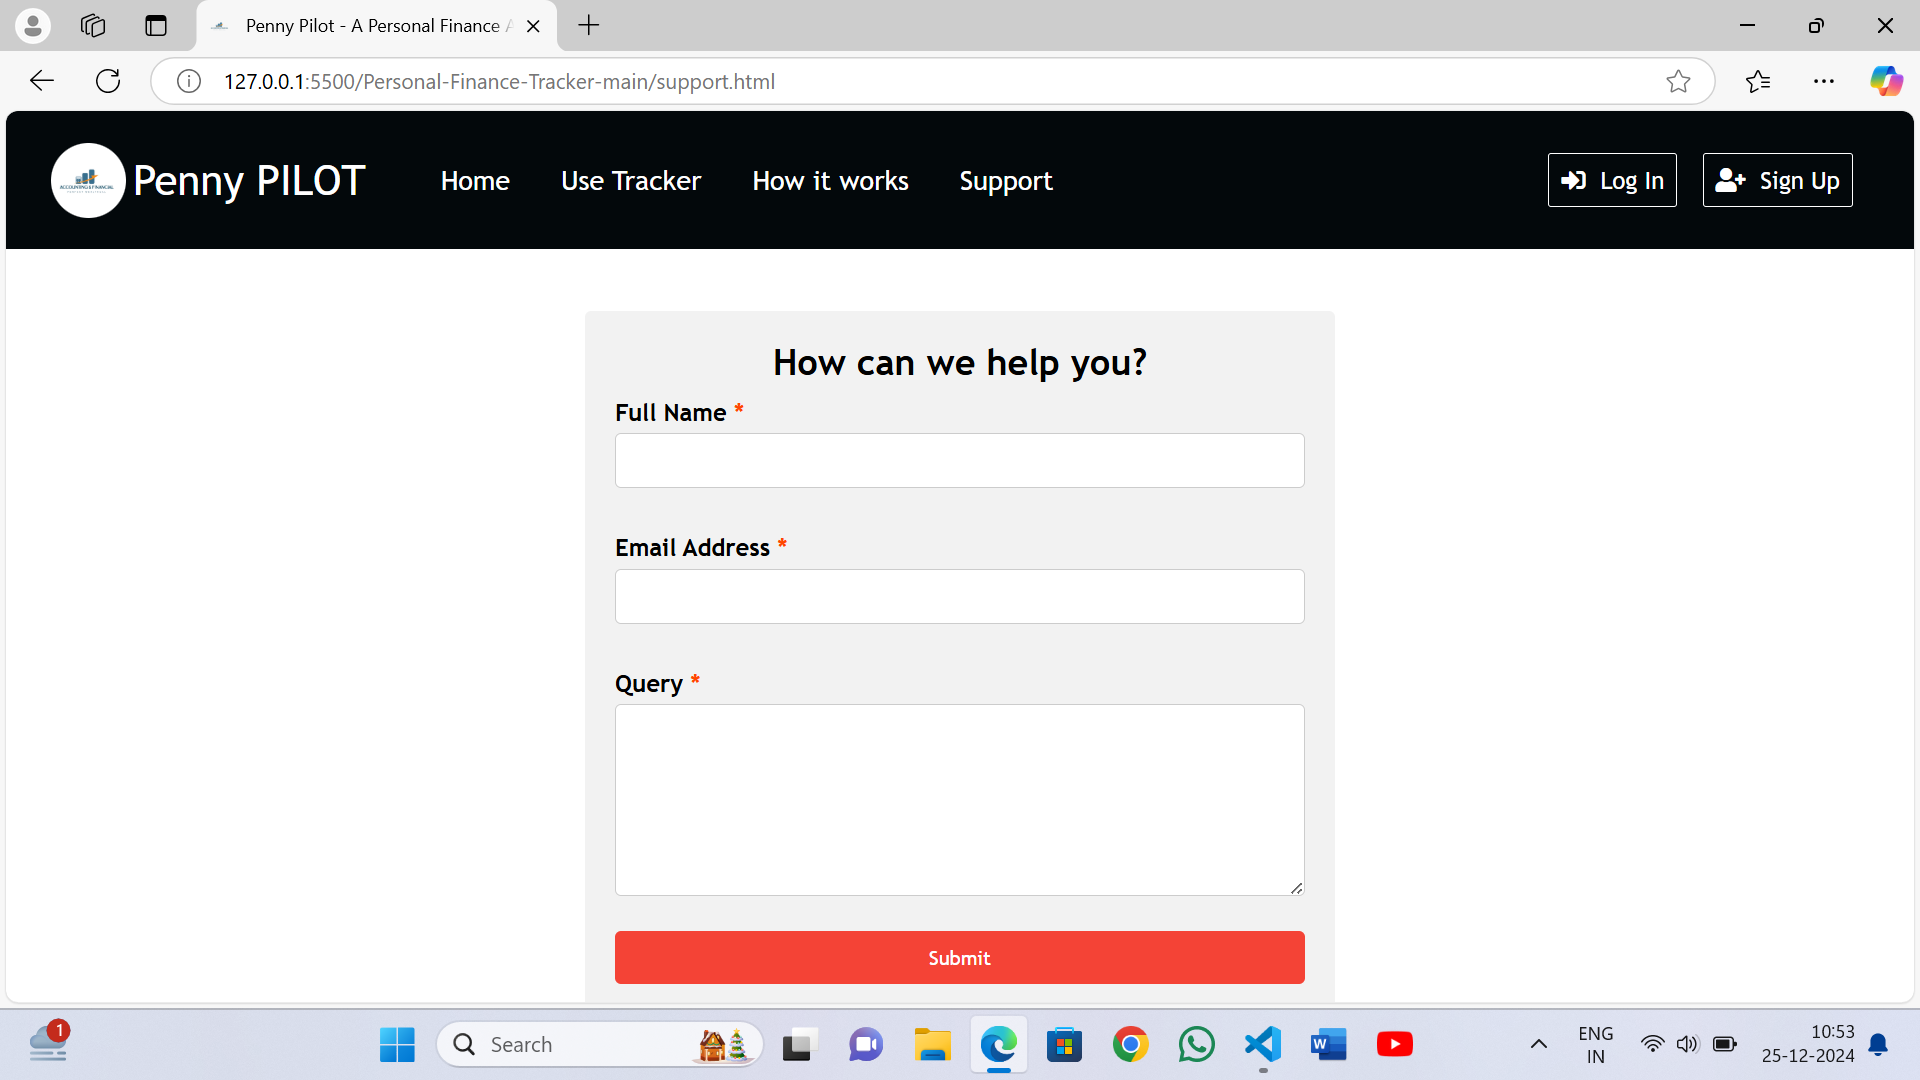 Penny Pilot - A Personal Finance A
127.0.0.1:5500/Personal-Finance-Tracker-main/support.html
ACCOUNTING & FINANCIAL
Penny PILOT
Home
Use Tracker
How it works
Support
Log In
Sign Up
How can we help you?
Full Name *
Email Address *
Query *
Submit
1
Search
W
ENG
IN
10:53
25-12-2024